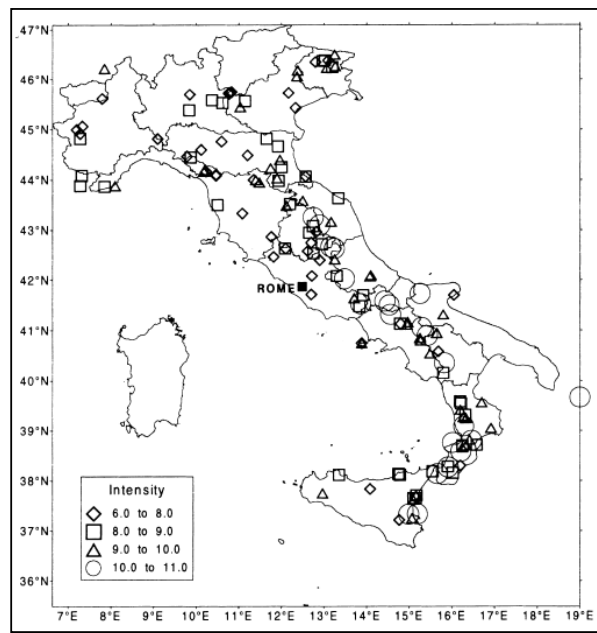 47°N
46°N
45°N
44°N
43°N
42°N
ROME
41°N
40°N
39°N
38°N
Intensity
6.0 to 8.0
8.0 to 9.0
9.0 to 10.0
10.0 to 11.0
37°N
36°N
7°E 8°E 9°E 10°E 11°E 12°E 13°E 14°E 15°E 16°E 17°E 18°E 19°E